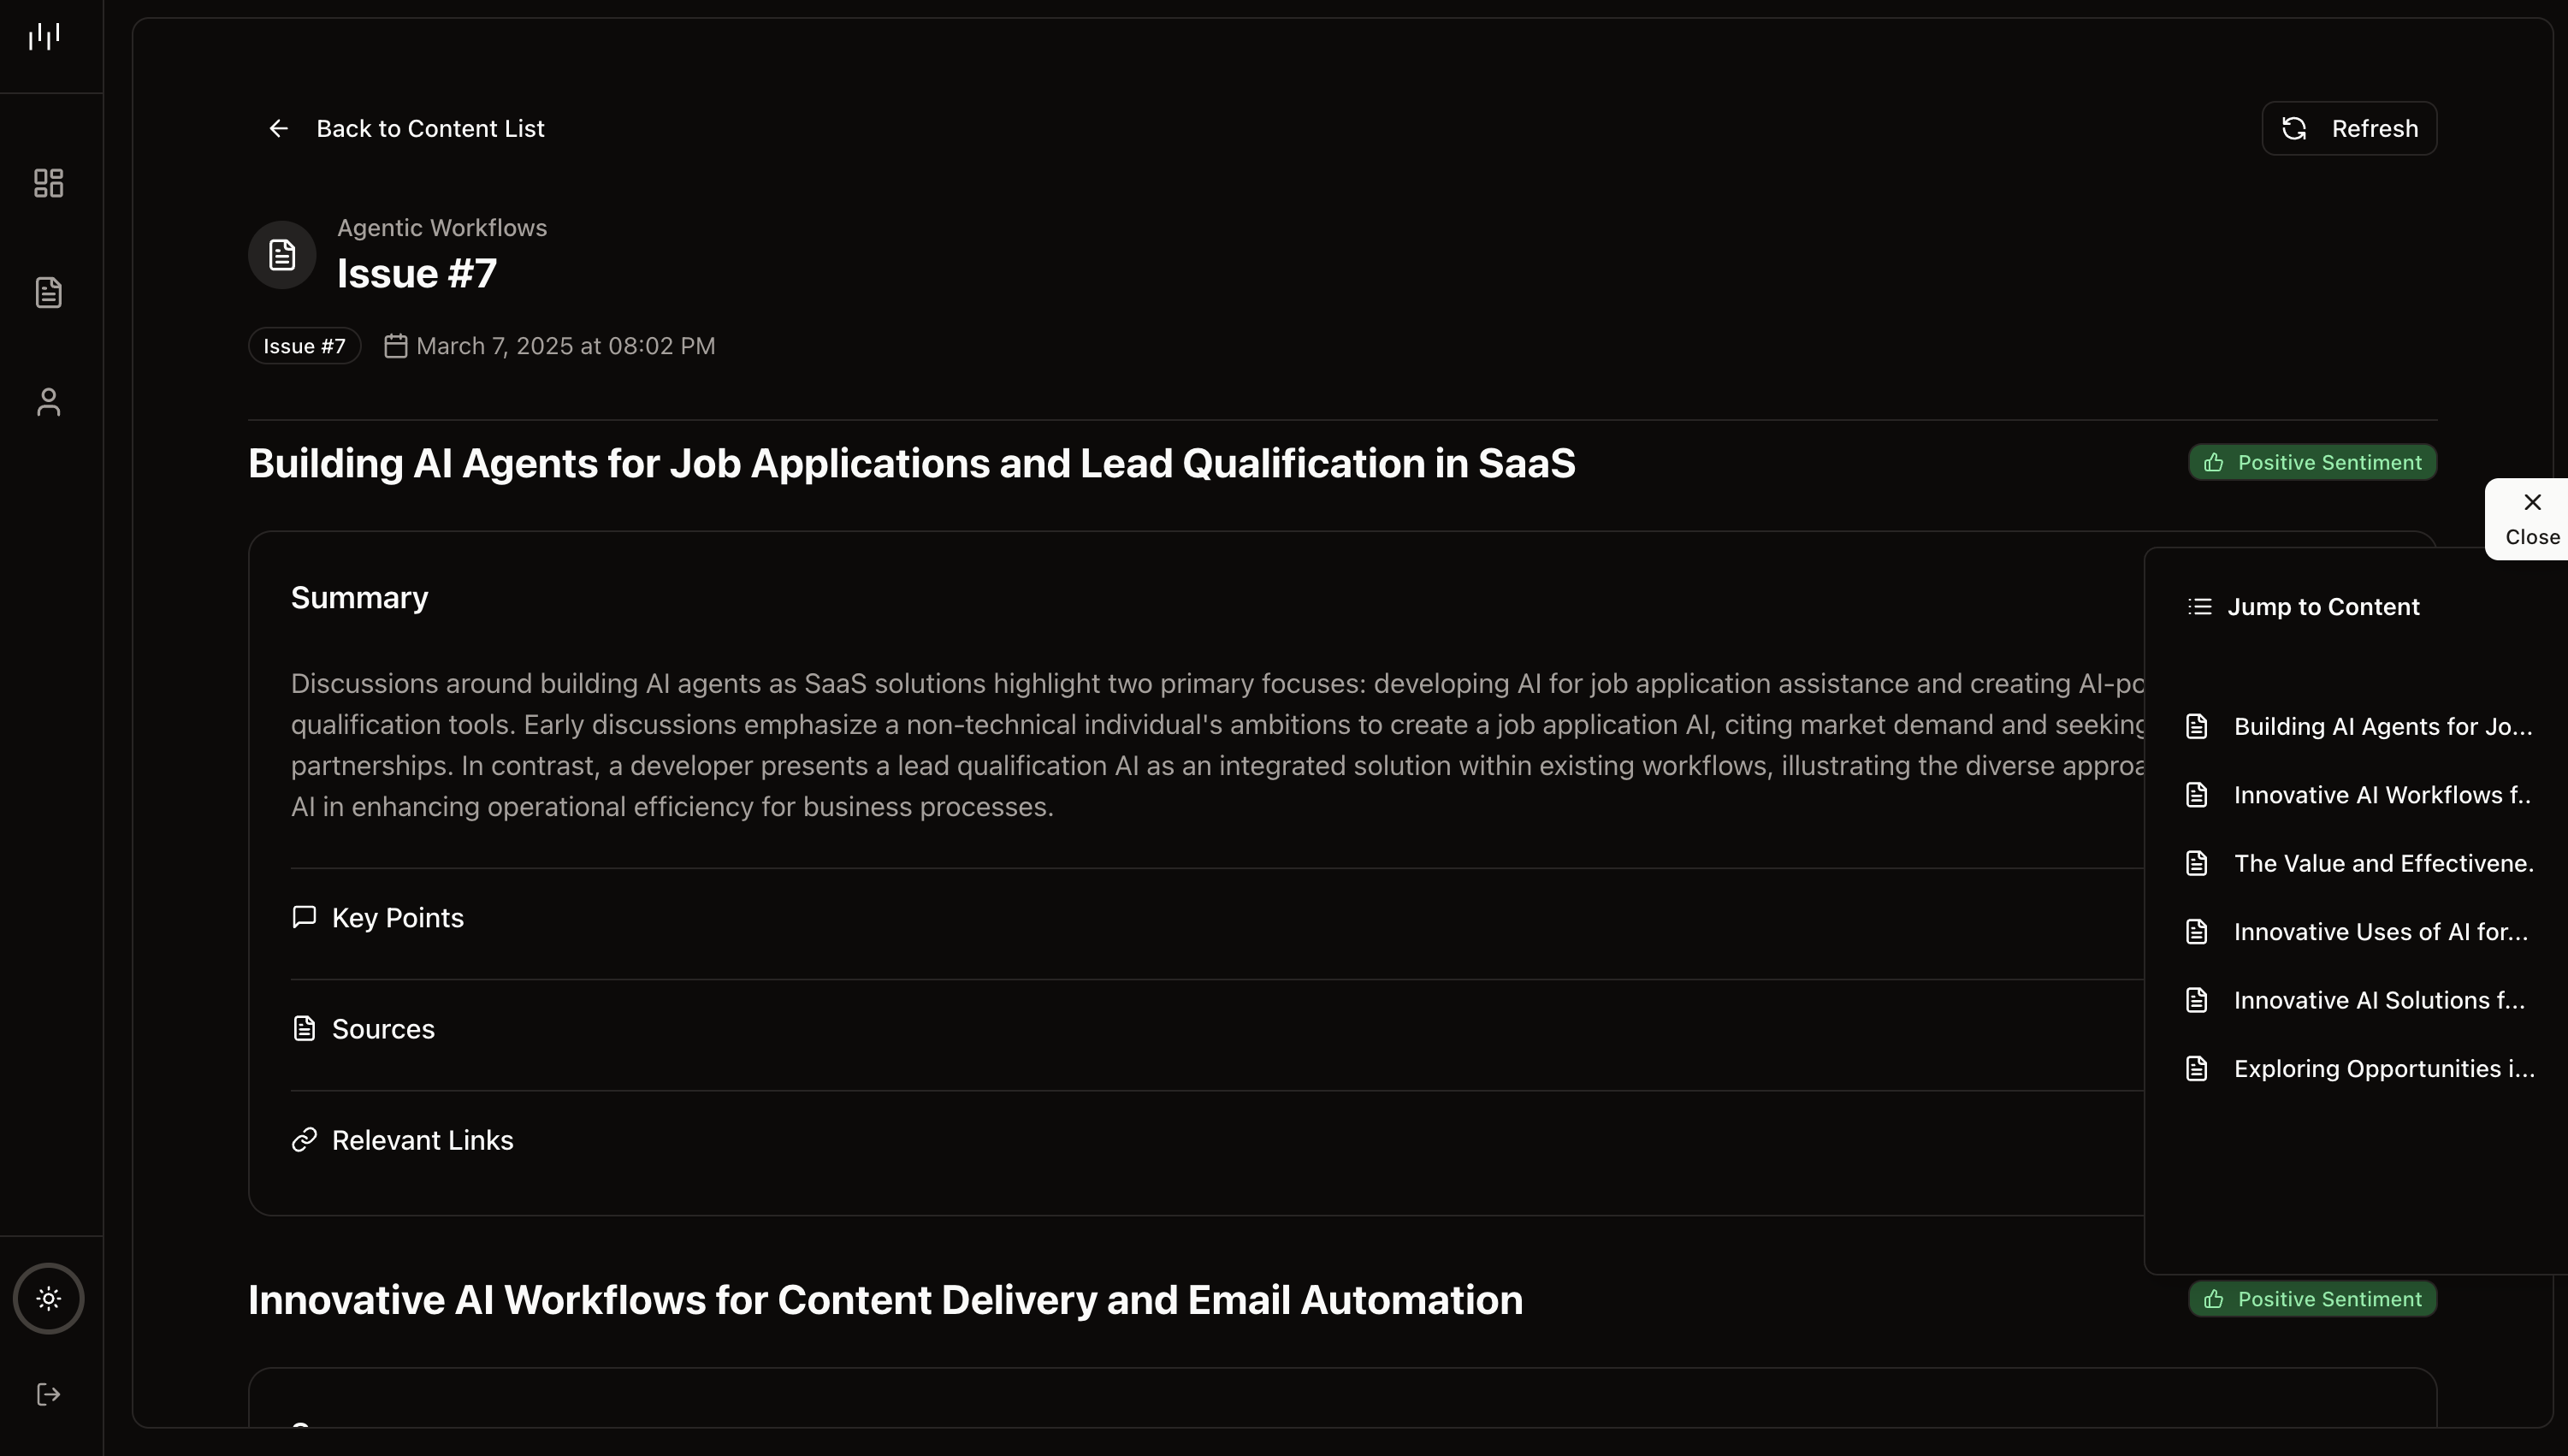 Back to Content List
Refresh
Agentic Workflows
Issue #7
Issue #7
March 7, 2025 at 08:02 PM
Building AI Agents for Job Applications and Lead Qualification in SaaS
Positive Sentiment
Close
Summary
Discussions around building AI agents as SaaS solutions highlight two primary focuses: developing AI for job application assistance and creating AI-po
qualification tools. Early discussions emphasize a non-technical individual's ambitions to create a job application AI, citing market demand and seeking
partnerships. In contrast, a developer presents a lead qualification AI as an integrated solution within existing workflows, illustrating the diverse approa
AI in enhancing operational efficiency for business processes.
Key Points
Sources
Relevant Links
Jump to Content
Building AI Agents for Jo...
Innovative AI Workflows f..
The Value and Effectivene.
Innovative Uses of AI for...
Innovative AI Solutions f...
Exploring Opportunities i...
Innovative AI Workflows for Content Delivery and Email Automation
Positive Sentiment